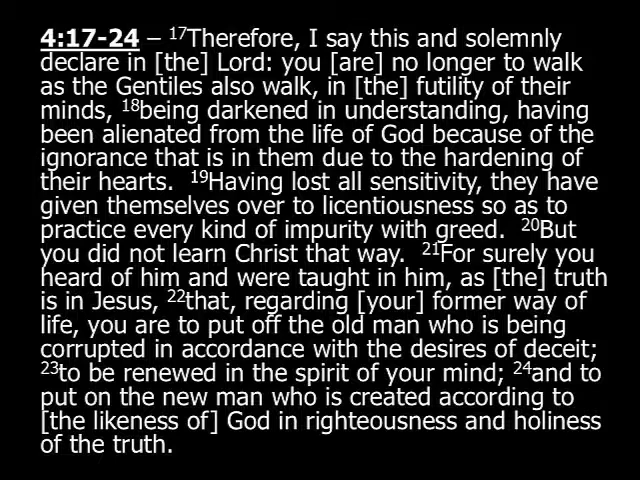 4:17-24 – 17Therefore, I say this and solemnly
declare in [the] Lord: you [are] no longer to walk
as the Gentiles also walk, in [the] futility of their
minds, 18being darkened in understanding, having
been alienated from the life of God because of the
ignorance that is in them due to the hardening of
their hearts.  19Having lost all sensitivity, they have
given themselves over to licentiousness so as to
practice every kind of impurity with greed.  20But
you did not learn Christ that way.  21For surely you
heard of him and were taught in him, as [the] truth
is in Jesus, 22that, regarding [your] former way of
life, you are to put off the old man who is being
corrupted in accordance with the desires of deceit;
23to be renewed in the spirit of your mind; 24and to
put on the new man who is created according to
[the likeness of] God in righteousness and holiness
of the truth.